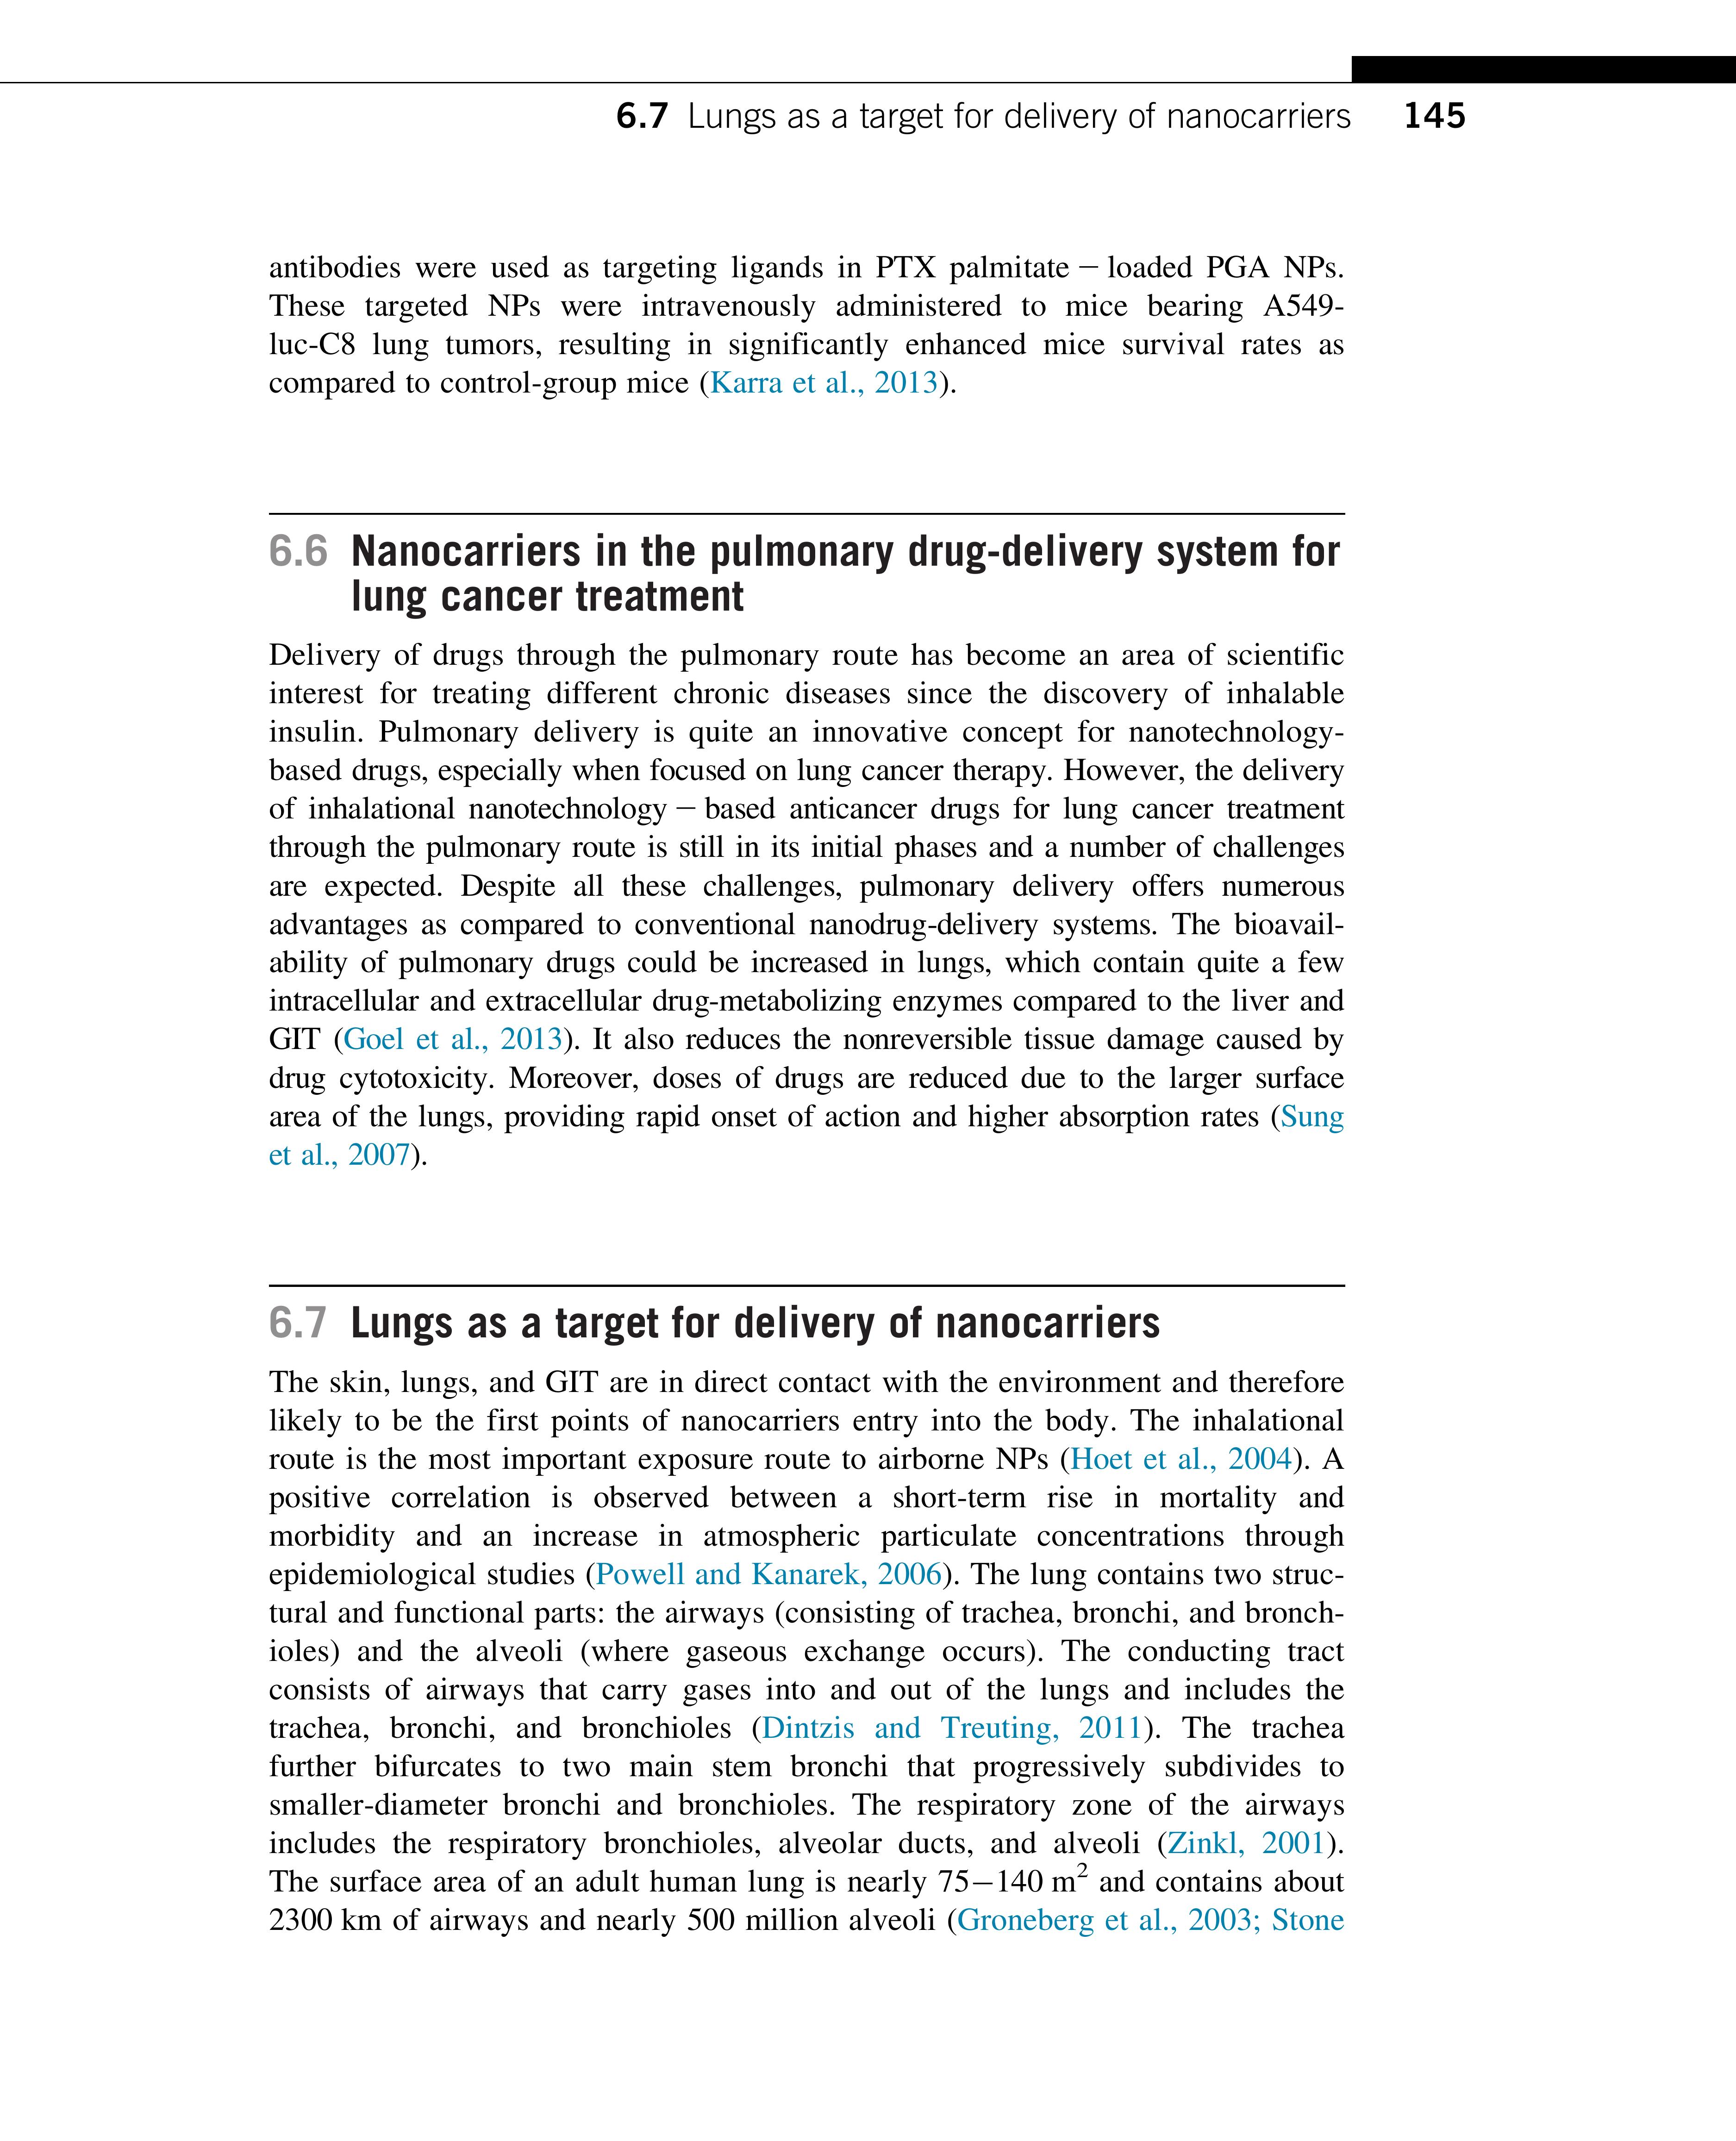 6.7 Lungs as a target for delivery of nanocarriers 145
antibodies were used as targeting ligands in PTX palmitate – loaded PGA NPs.
These targeted NPs were intravenously administered to mice bearing A549-
luc-C8 lung tumors, resulting in significantly enhanced mice survival rates as
compared to control-group mice (Karra et al., 2013).
6.6 Nanocarriers in the pulmonary drug-delivery system for
lung cancer treatment
Delivery of drugs through the pulmonary route has become an area of scientific
interest for treating different chronic diseases since the discovery of inhalable
insulin. Pulmonary delivery is quite an innovative concept for nanotechnology-
based drugs, especially when focused on lung cancer therapy. However, the delivery
of inhalational nanotechnology – based anticancer drugs for lung cancer treatment
through the pulmonary route is still in its initial phases and a number of challenges
are expected. Despite all these challenges, pulmonary delivery offers numerous
advantages as compared to conventional nanodrug-delivery systems. The bioavail-
ability of pulmonary drugs could be increased in lungs, which contain quite a few
intracellular and extracellular drug-metabolizing enzymes compared to the liver and
GIT (Goel et al., 2013). It also reduces the nonreversible tissue damage caused by
drug cytotoxicity. Moreover, doses of drugs are reduced due to the larger surface
area of the lungs, providing rapid onset of action and higher absorption rates (Sung
et al., 2007).
6.7 Lungs as a target for delivery of nanocarriers
The skin, lungs, and GIT are in direct contact with the environment and therefore
likely to be the first points of nanocarriers entry into the body. The inhalational
route is the most important exposure route to airborne NPs (Hoet et al., 2004). A
positive correlation is observed between a short-term rise in mortality and
morbidity and an increase in atmospheric particulate concentrations through
epidemiological studies (Powell and Kanarek, 2006). The lung contains two struc-
tural and functional parts: the airways (consisting of trachea, bronchi, and bronch-
ioles) and the alveoli (where gaseous exchange occurs). The conducting tract
consists of airways that carry gases into and out of the lungs and includes the
trachea, bronchi, and bronchioles (Dintzis and Treuting, 2011). The trachea
further bifurcates to two main stem bronchi that progressively subdivides to
smaller-diameter bronchi and bronchioles. The respiratory zone of the airways
includes the respiratory bronchioles, alveolar ducts, and alveoli (Zinkl, 2001).
The surface area of an adult human lung is nearly 75–140 m² and contains about
2300 km of airways and nearly 500 million alveoli (Groneberg et al., 2003; Stone